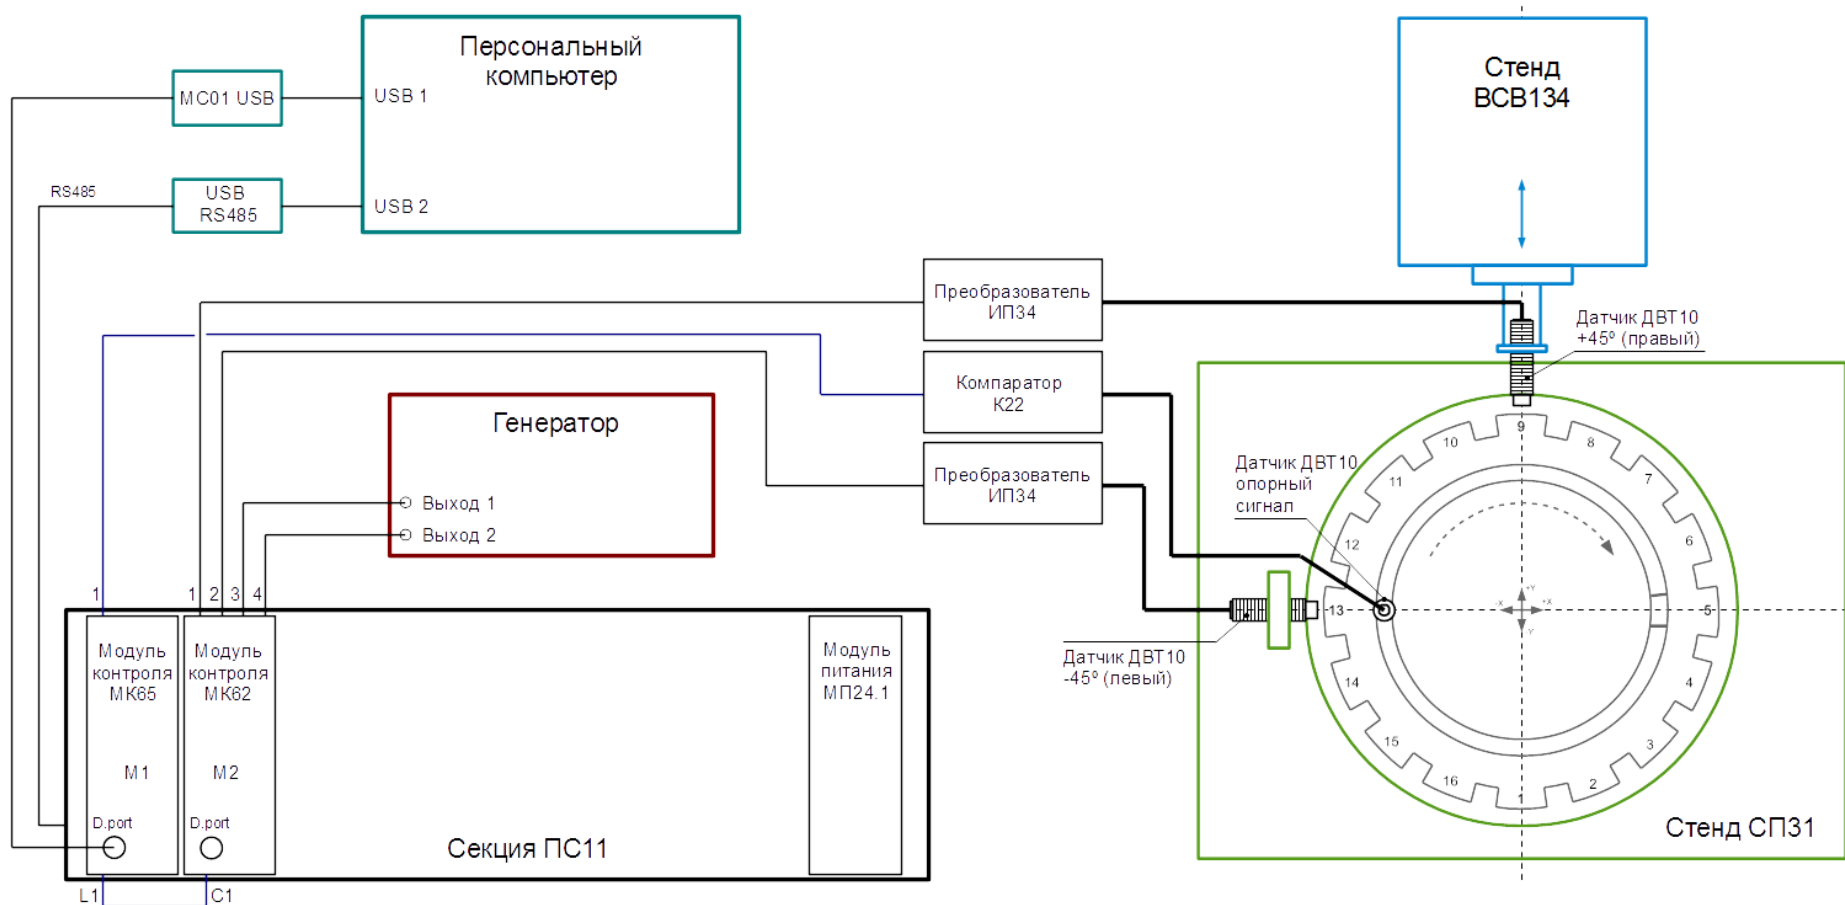 Персональный
компьютер
MC01 USB
USB 1
RS485
USB
RS485
USB 2
Стенд
ВСВ134
Преобразователь
ИП34
Датчик ДВТ10
+45º (правый)
Компаратор
К22
Генератор
Выход 1
Выход 2
Преобразователь
ИП34
Датчик ДВТ10
опорный
сигнал
9
10
8
11
7
12
6
13
5
14
4
15
3
16
2
1
+Y
-X
+X
-Y
Датчик ДВТ10
-45º (левый)
Стенд СП31
1
1
2
3
4
Модуль
контроля
МК65
М1
D.port
Модуль
контроля
МК62
М2
D.port
Модуль
питания
МП24.1
Секция ПС11
L1
C1